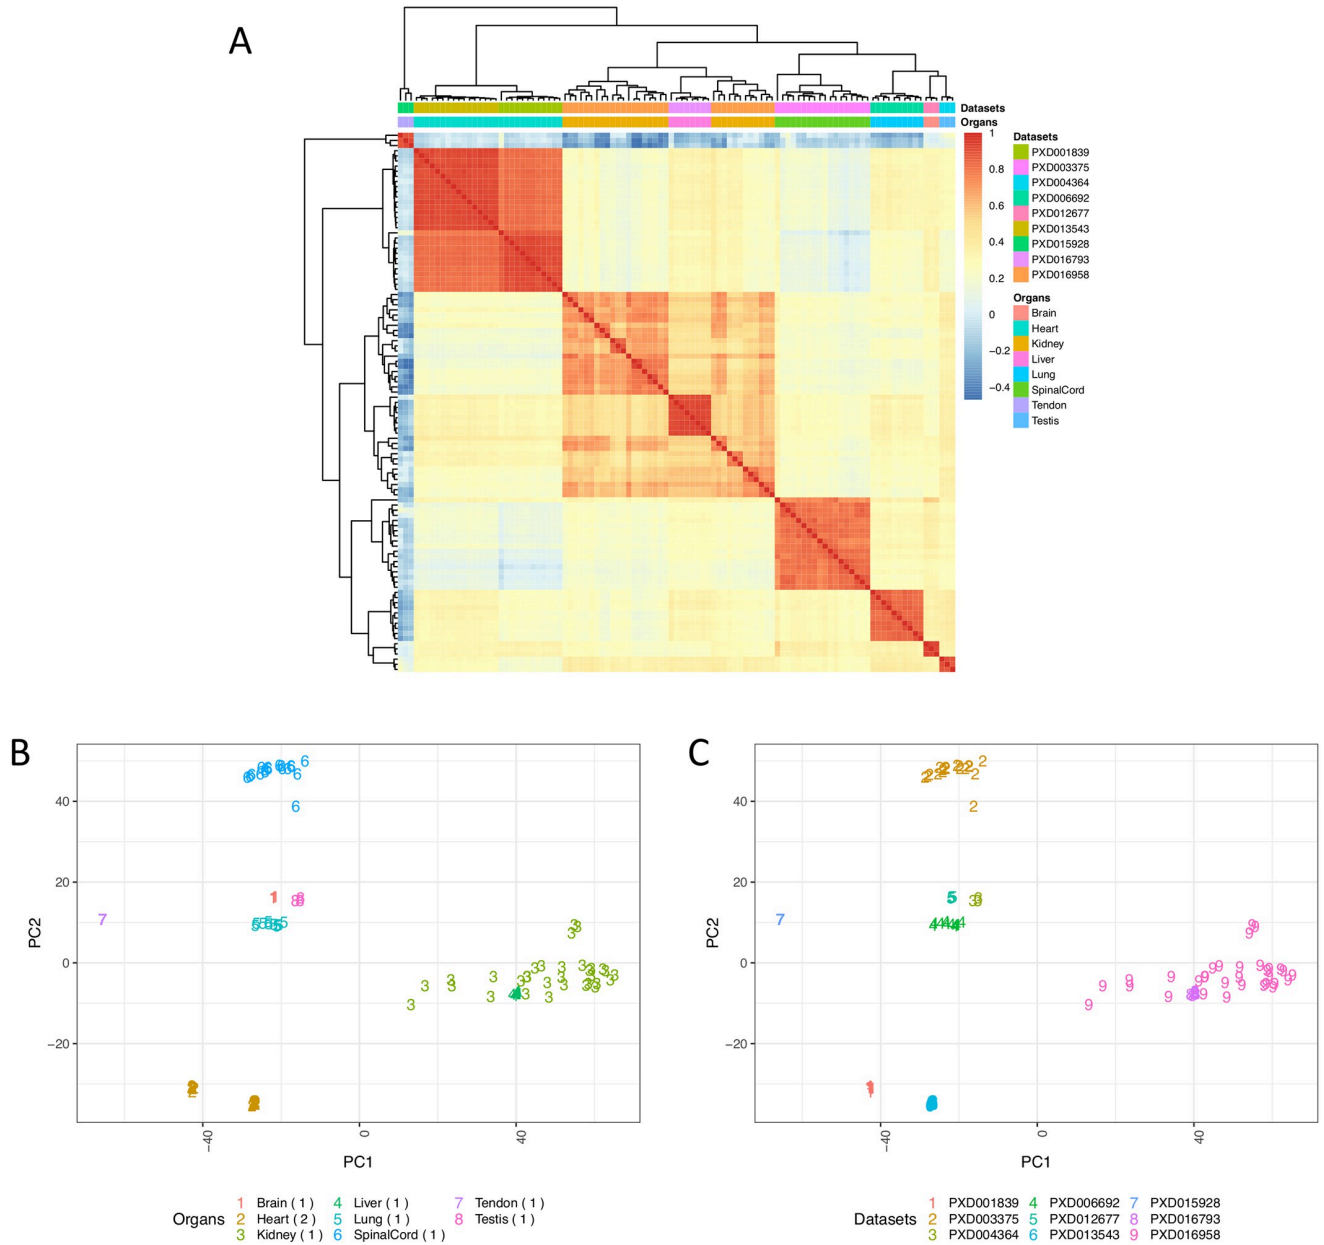 A
Datasets
Organs
1
0.8
0.6
0.4
0.2
0
−0.2
−0.4
Datasets
PXD001839
PXD003375
PXD004364
PXD006692
PXD012677
PXD013543
PXD015928
PXD016793
PXD016958
Organs
Brain
Heart
Kidney
Liver
Lung
SpinalCord
Tendon
Testis
B
PC2
40
20
0
−20
−40
0
40
PC1
Organs
1 Brain ( 1 )
2 Heart ( 2 )
3 Kidney ( 1 )
4 Liver ( 1 )
5 Lung ( 1 )
6 SpinalCord ( 1 )
7 Tendon ( 1 )
8 Testis ( 1 )
C
PC2
40
20
0
−20
−40
0
40
PC1
Datasets
1 PXD001839
2 PXD003375
3 PXD004364
4 PXD006692
5 PXD012677
6 PXD013543
7 PXD015928
8 PXD016793
9 PXD016958